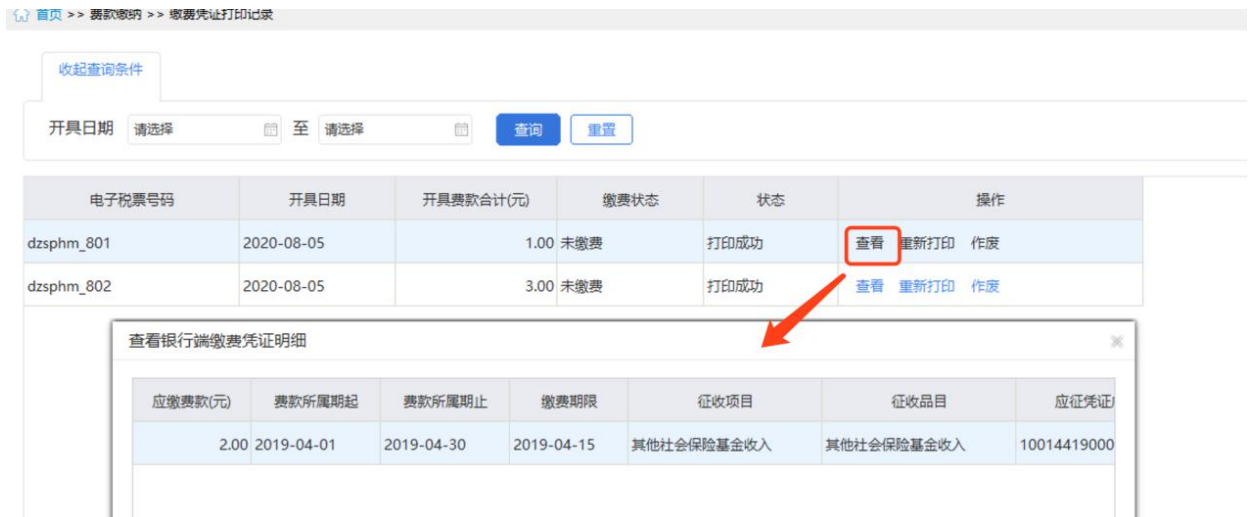 首页 >> 费款缴纳 >> 缴费凭证打印记录
收起查询条件
开具日期 请选择 至 请选择 查询 重置
电子税票号码 开具日期 开具费款合计(元) 缴费状态 状态 操作
dzsphm_801 2020-08-05 1.00 未缴费 打印成功 查看 重新打印 作废
dzsphm_802 2020-08-05 3.00 未缴费 打印成功 查看 重新打印 作废
查看银行端缴费凭证明细
应缴费款(元) 费款所属期起 费款所属期止 缴费期限 征收项目 征收品目 应征凭证
2.00 2019-04-01 2019-04-30 2019-04-15 其他社会保险基金收入 其他社会保险基金收入 10014419000